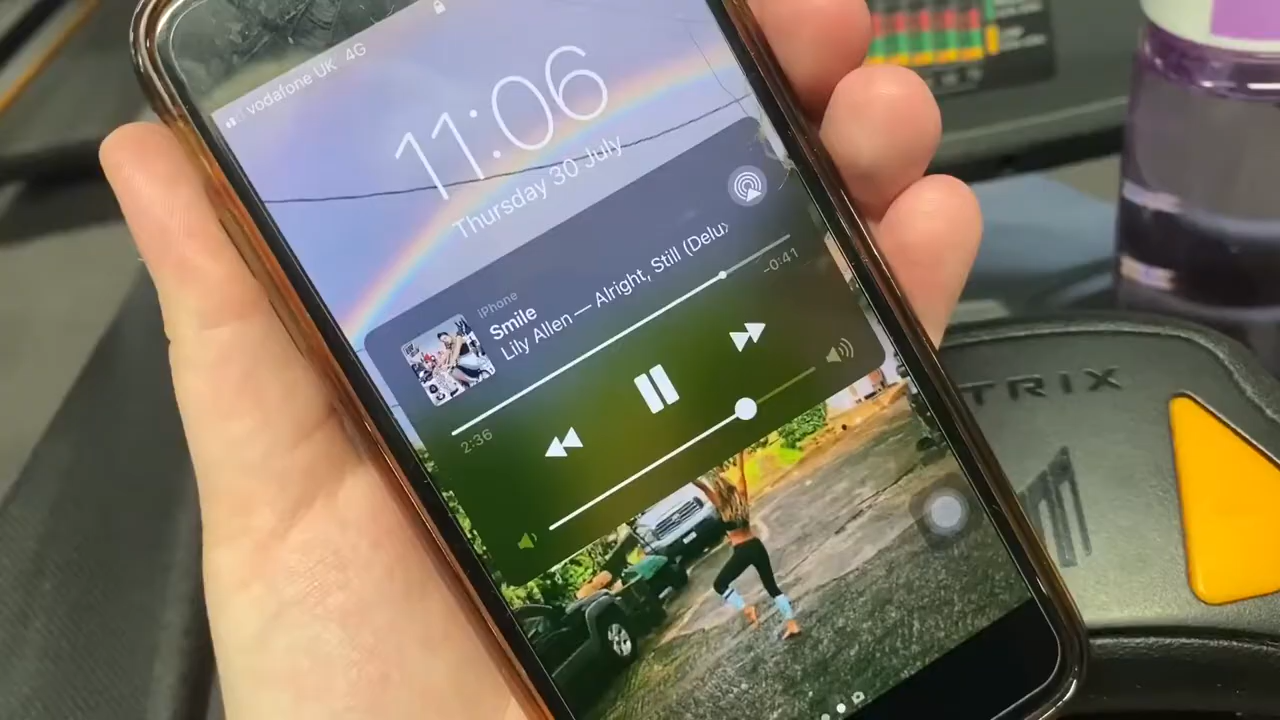 vodafone UK 4G
11:06
Thursday 30 July
iPhone
Smile
Lily Allen — Alright, Still (Delu
2:36
-0:41
TRIX